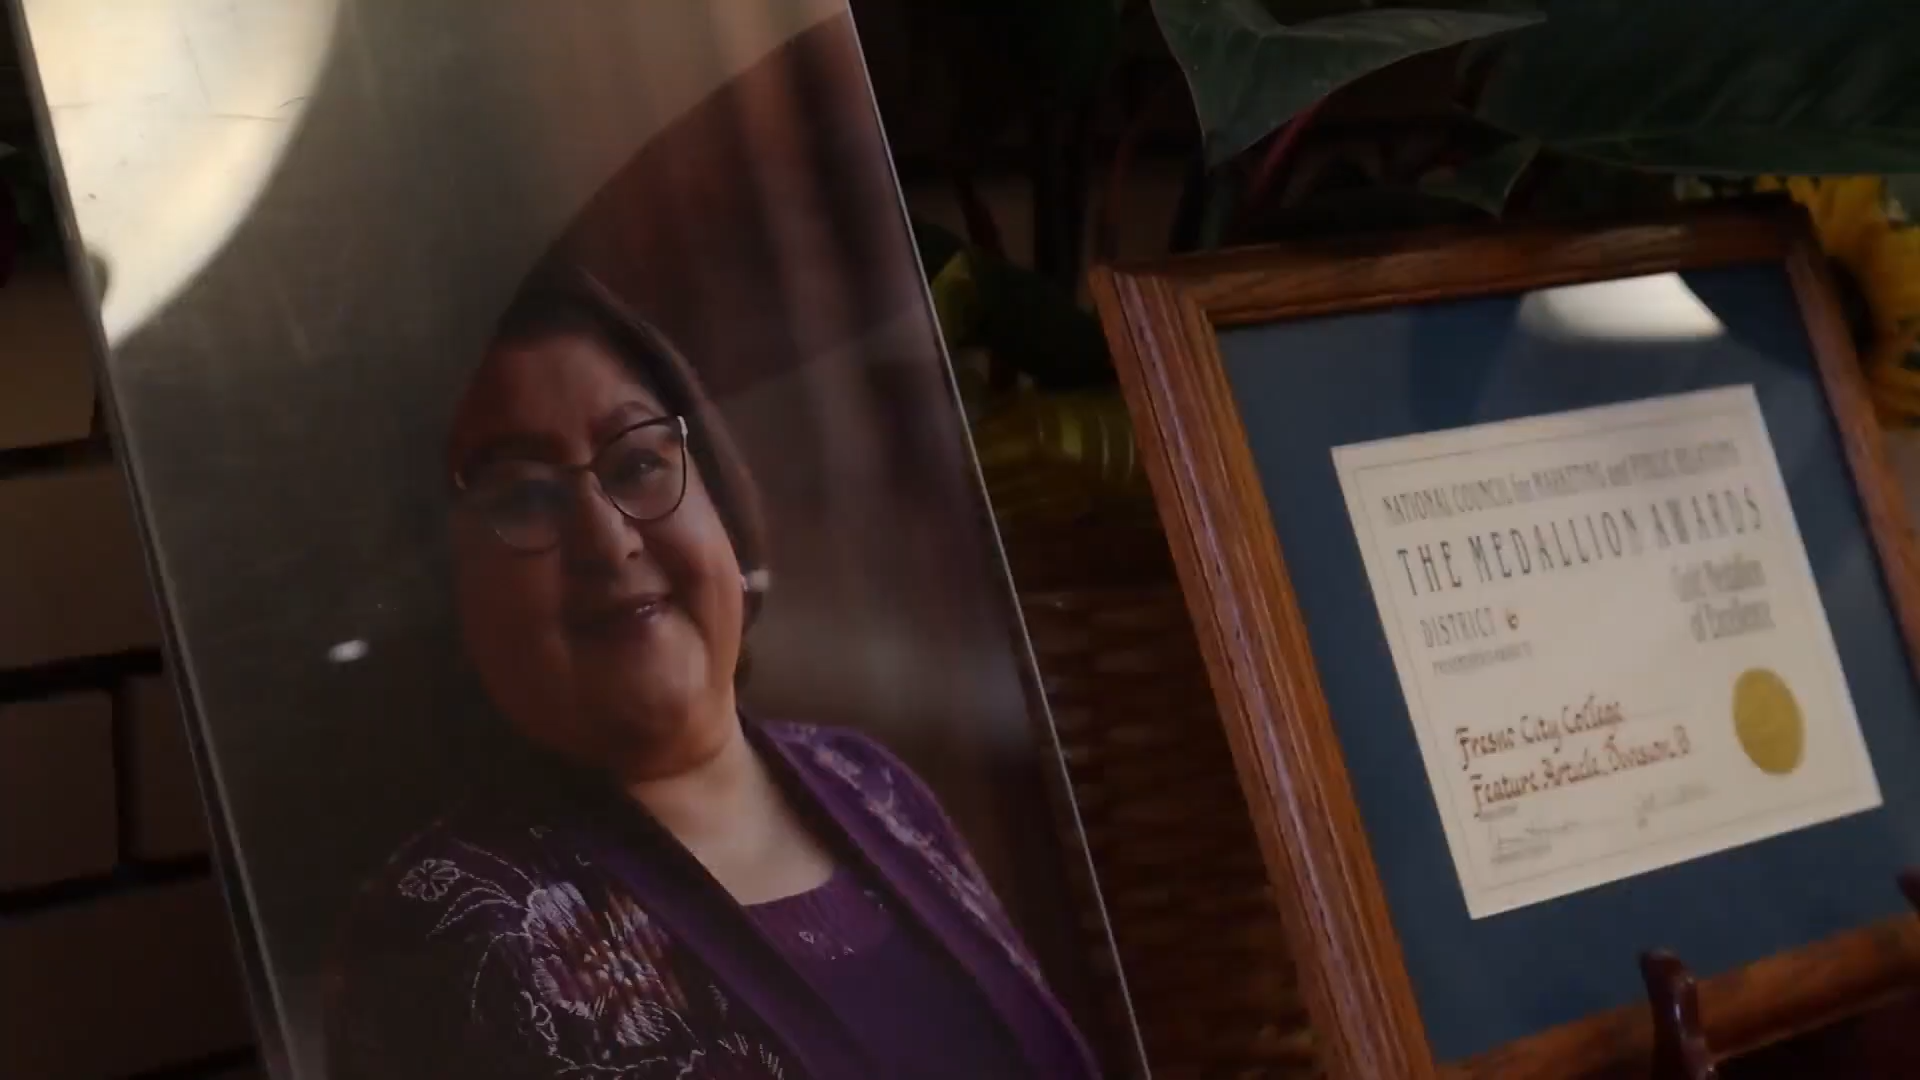 NATIONAL COUNCIL for MARKETING and PUBLIC RELATIONS
THE MEDALLION AWARDS
Gold Medallion
of Excellence
DISTRICT 6
Fresno City College
Feature Article, Division B